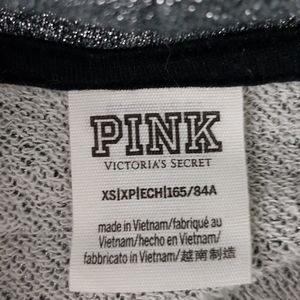 PINK
VICTORIA'S SECRET
XS|XP|ECH|165/84A
made in Vietnam/fabriqué au
Vietnam/hecho en Vietnam/
fabbricato in Vietnam/越南制造